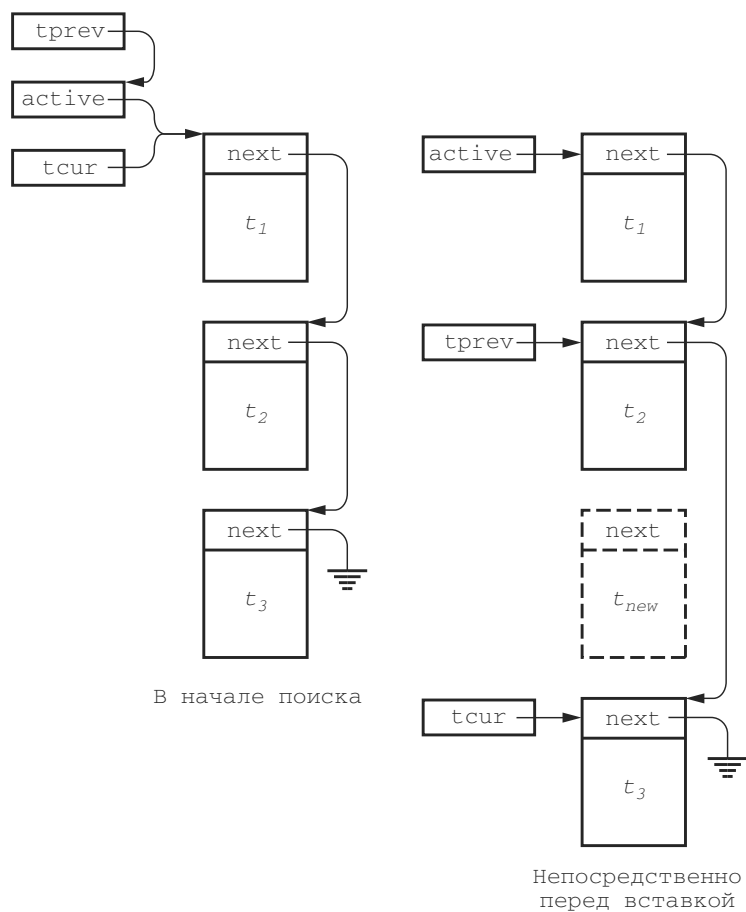 tprev
active
tcur
next
t1
next
t2
next
t3
В начале поиска
active
next
t1
tprev
next
t2
next
tnew
tcur
next
t3
Непосредственно
перед вставкой